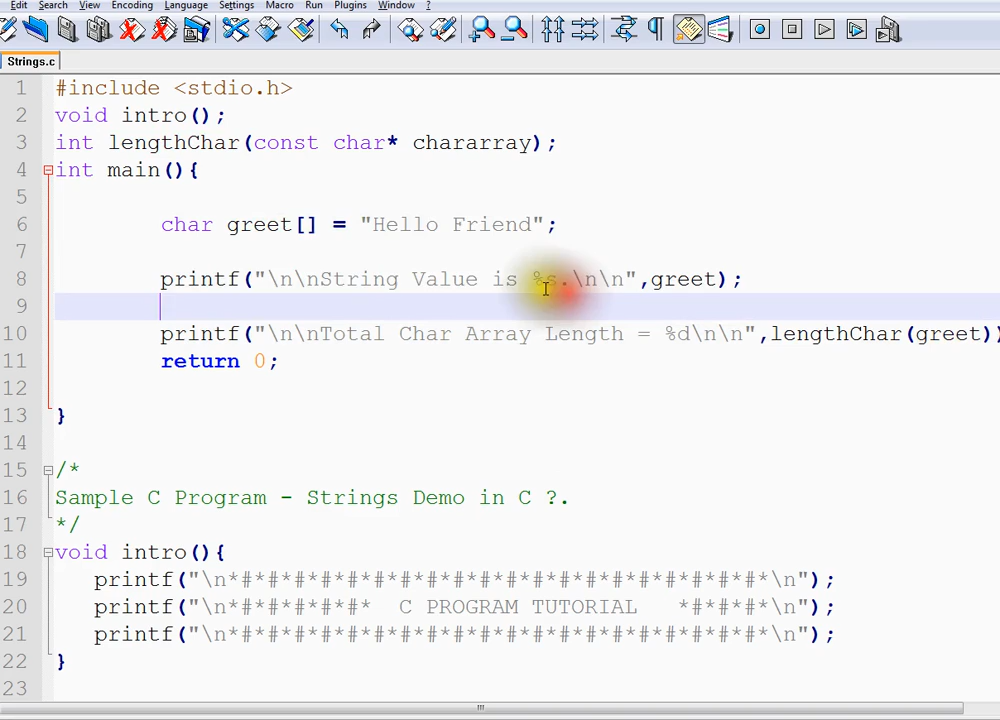 Edit Search View Encoding Language Settings Macro Run Plugins Window ?
Strings.c
1 #include <stdio.h>
2 void intro();
3 int lengthChar(const char* chararray);
4 int main(){
5
6 char greet[] = "Hello Friend";
7
8 printf("\n\nString Value is %s.\n\n",greet);
9
10 printf("\n\nTotal Char Array Length = %d\n\n",lengthChar(greet))
11 return 0;
12
13 }
14
15 /*
16 Sample C Program - Strings Demo in C ?.
17 */
18 void intro(){
19 printf("\n*#*#*#*#*#*#*#*#*#*#*#*#*#*#*#*#*#*#*#*#*\n");
20 printf("\n*#*#*#*#*#* C PROGRAM TUTORIAL *#*#*#*\n");
21 printf("\n*#*#*#*#*#*#*#*#*#*#*#*#*#*#*#*#*#*#*#*#*\n");
22 }
23